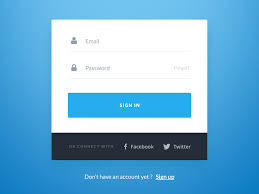 Email
Password
Forgot?
SIGN IN
OR CONNECT WITH Facebook Twitter
Don't have an account yet ? Sign up